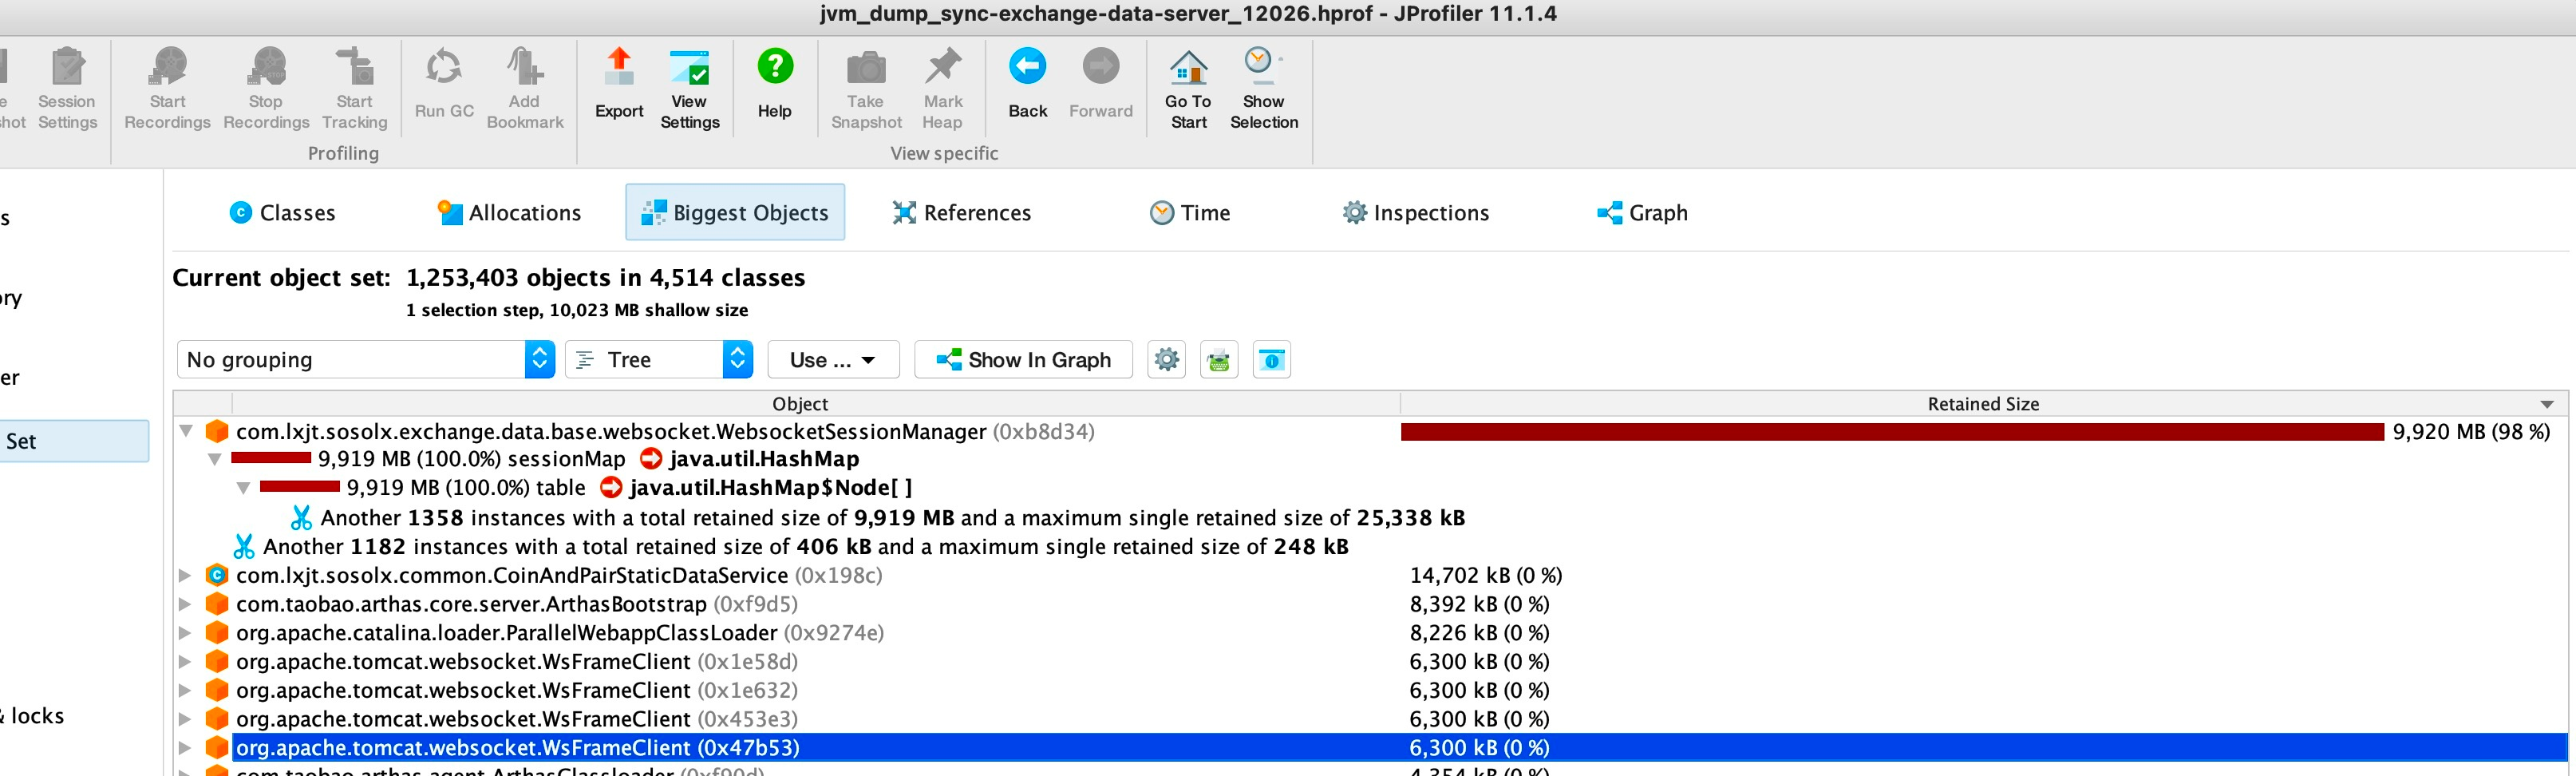 jvm_dump_sync-exchange-data-server_12026.hprof - JProfiler 11.1.4
Session Settings
Start Recordings
Stop Recordings
Start Tracking
Run GC
Add Bookmark
Export
View Settings
Help
Take Snapshot
Mark Heap
Back
Forward
Go To Start
Show Selection
Profiling
View specific
Classes
Allocations
Biggest Objects
References
Time
Inspections
Graph
Current object set: 1,253,403 objects in 4,514 classes
1 selection step, 10,023 MB shallow size
No grouping
Tree
Use ...
Show In Graph
Set
& locks
Object
Retained Size
com.lxjt.sosolx.exchange.data.base.websocket.WebsocketSessionManager (0xb8d34) 9,920 MB (98 %)
9,919 MB (100.0%) sessionMap java.util.HashMap
9,919 MB (100.0%) table java.util.HashMap$Node[ ]
Another 1358 instances with a total retained size of 9,919 MB and a maximum single retained size of 25,338 kB
Another 1182 instances with a total retained size of 406 kB and a maximum single retained size of 248 kB
com.lxjt.sosolx.common.CoinAndPairStaticDataService (0x198c) 14,702 kB (0 %)
com.taobao.arthas.core.server.ArthasBootstrap (0xf9d5) 8,392 kB (0 %)
org.apache.catalina.loader.ParallelWebappClassLoader (0x9274e) 8,226 kB (0 %)
org.apache.tomcat.websocket.WsFrameClient (0x1e58d) 6,300 kB (0 %)
org.apache.tomcat.websocket.WsFrameClient (0x1e632) 6,300 kB (0 %)
org.apache.tomcat.websocket.WsFrameClient (0x453e3) 6,300 kB (0 %)
org.apache.tomcat.websocket.WsFrameClient (0x47b53) 6,300 kB (0 %)
com.taobao.arthas.agent.ArthasClassloader (0xf90d) 4,354 kB (0 %)